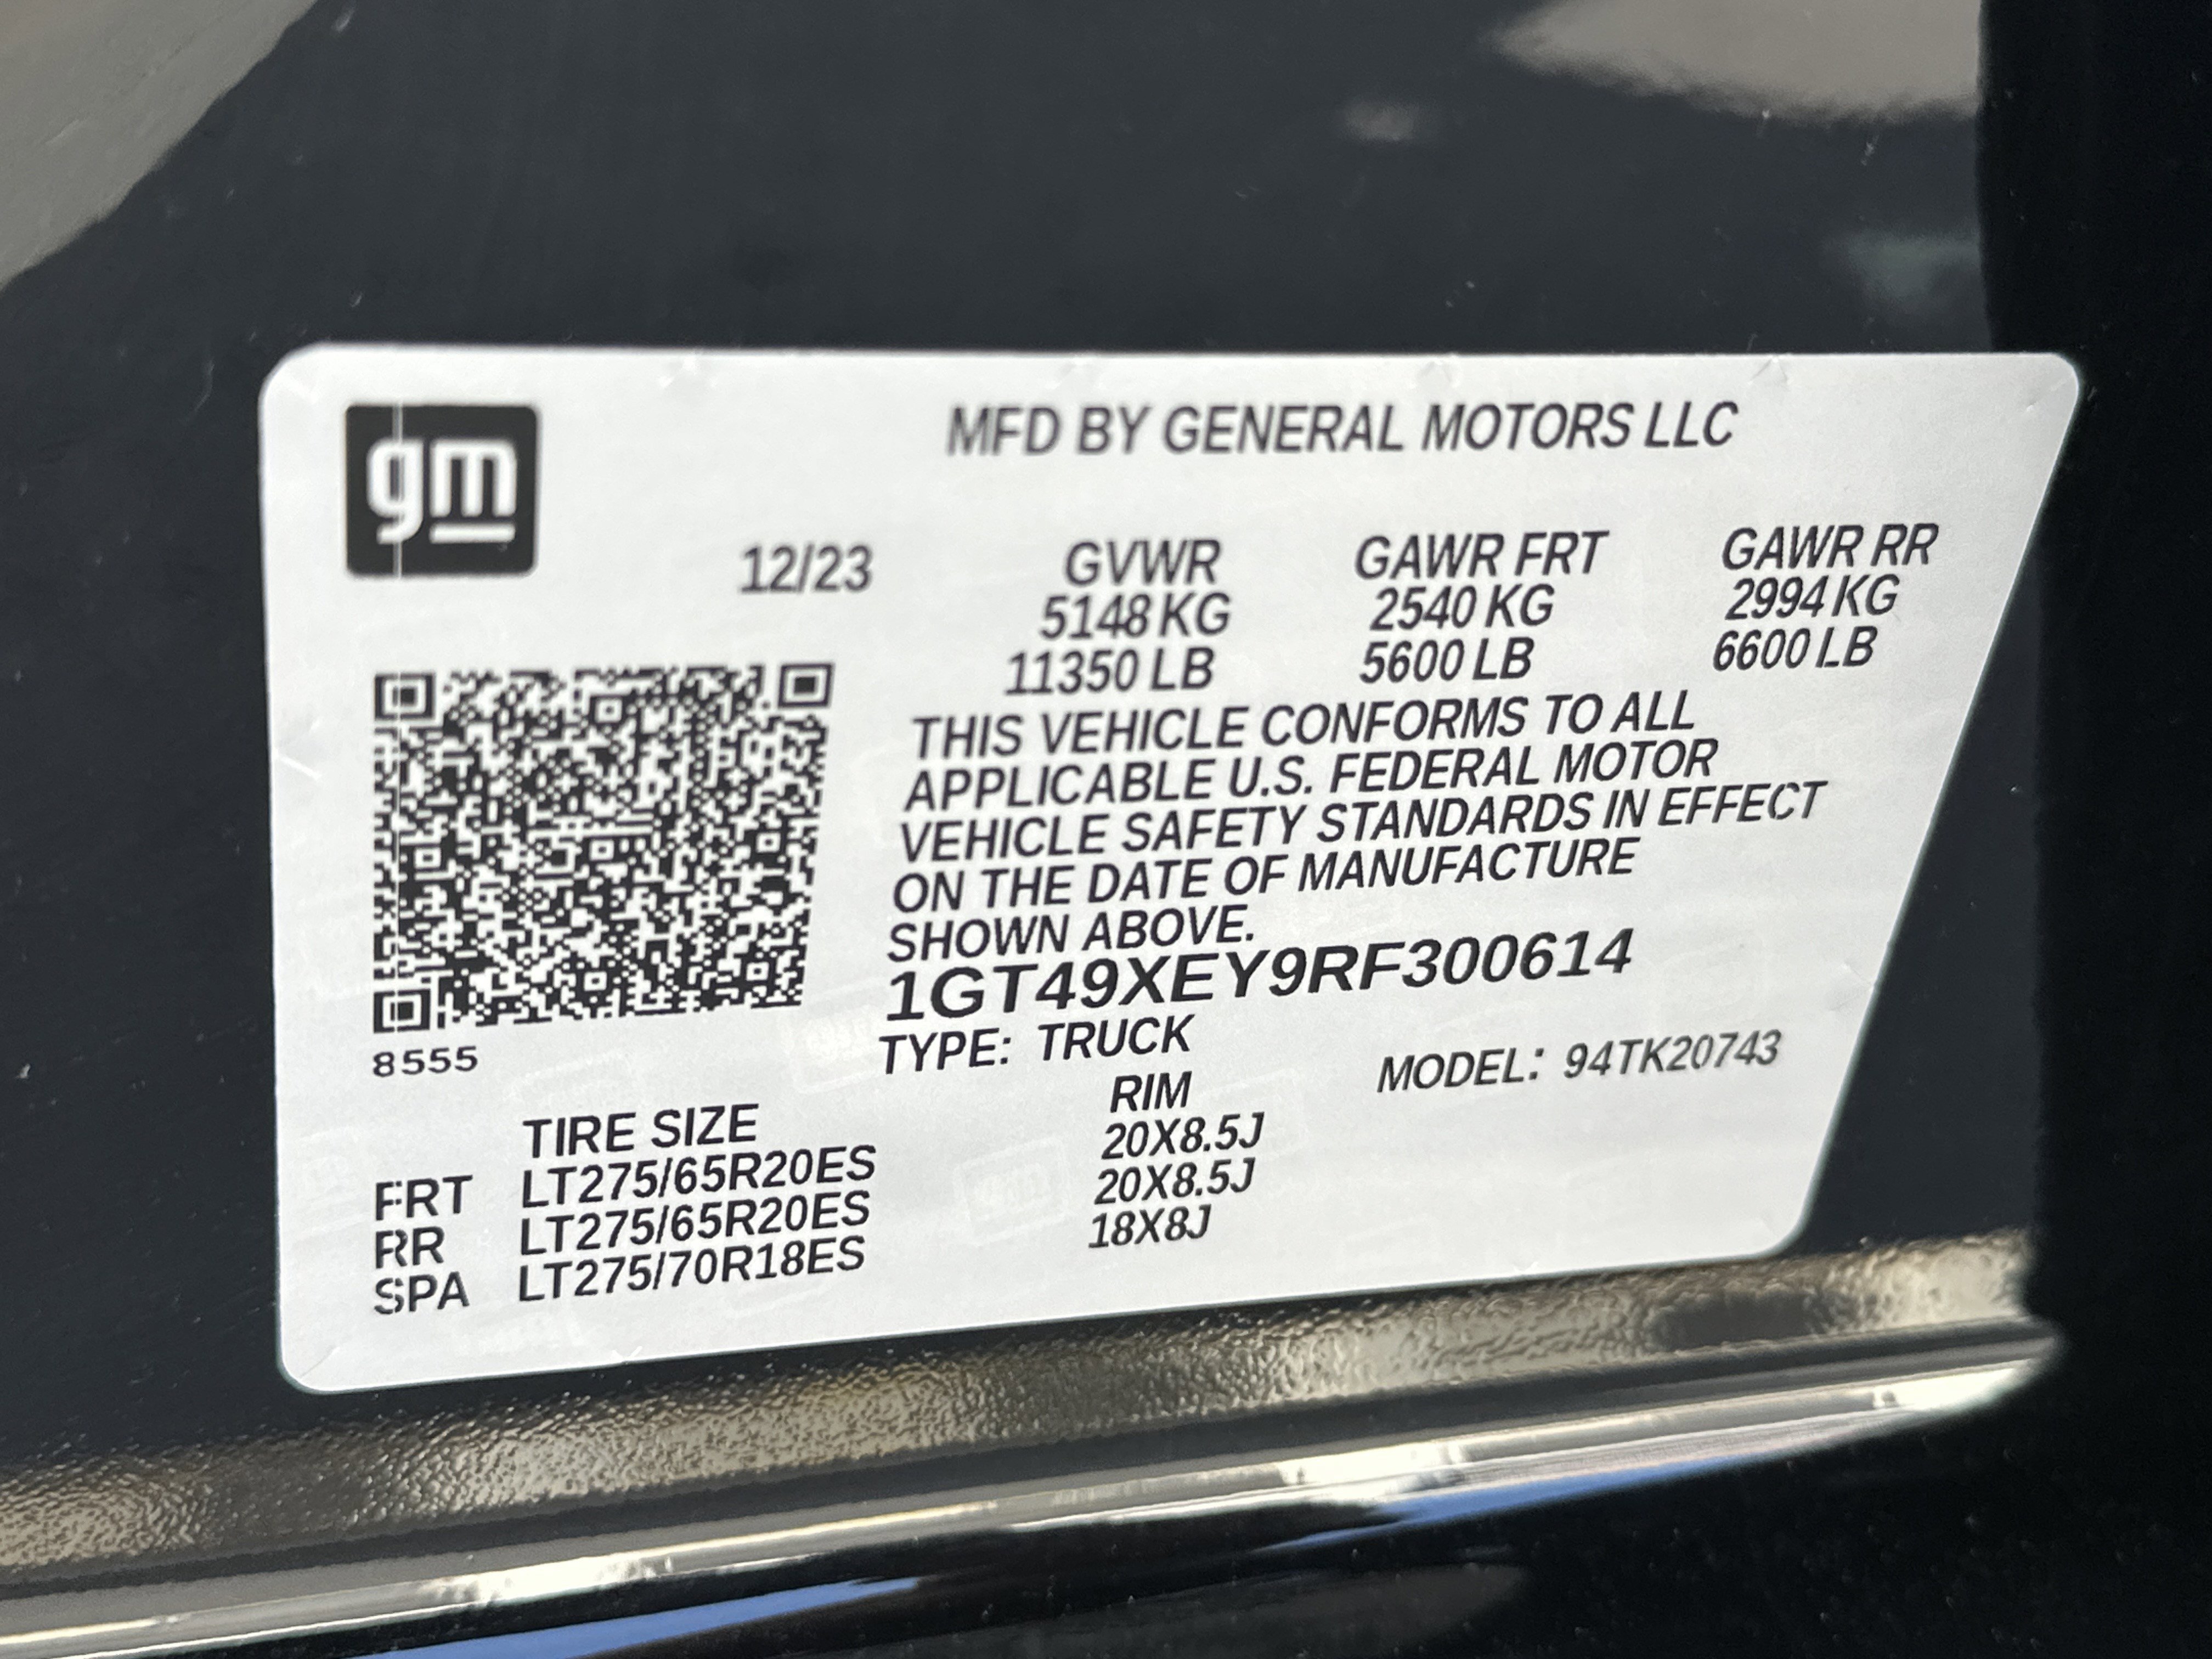 gm
MFD BY GENERAL MOTORS LLC
12/23 GVWR GAWR FRT GAWR RR
5148 KG 2540 KG 2994 KG
11350 LB 5600 LB 6600 LB
THIS VEHICLE CONFORMS TO ALL
APPLICABLE U.S. FEDERAL MOTOR
VEHICLE SAFETY STANDARDS IN EFFECT
ON THE DATE OF MANUFACTURE
SHOWN ABOVE.
1GT49XEY9RF300614
8555
TYPE: TRUCK MODEL: 94TK20743
TIRE SIZE RIM
FRT LT275/65R20ES 20X8.5J
RR LT275/65R20ES 20X8.5J
SPA LT275/70R18ES 18X8J